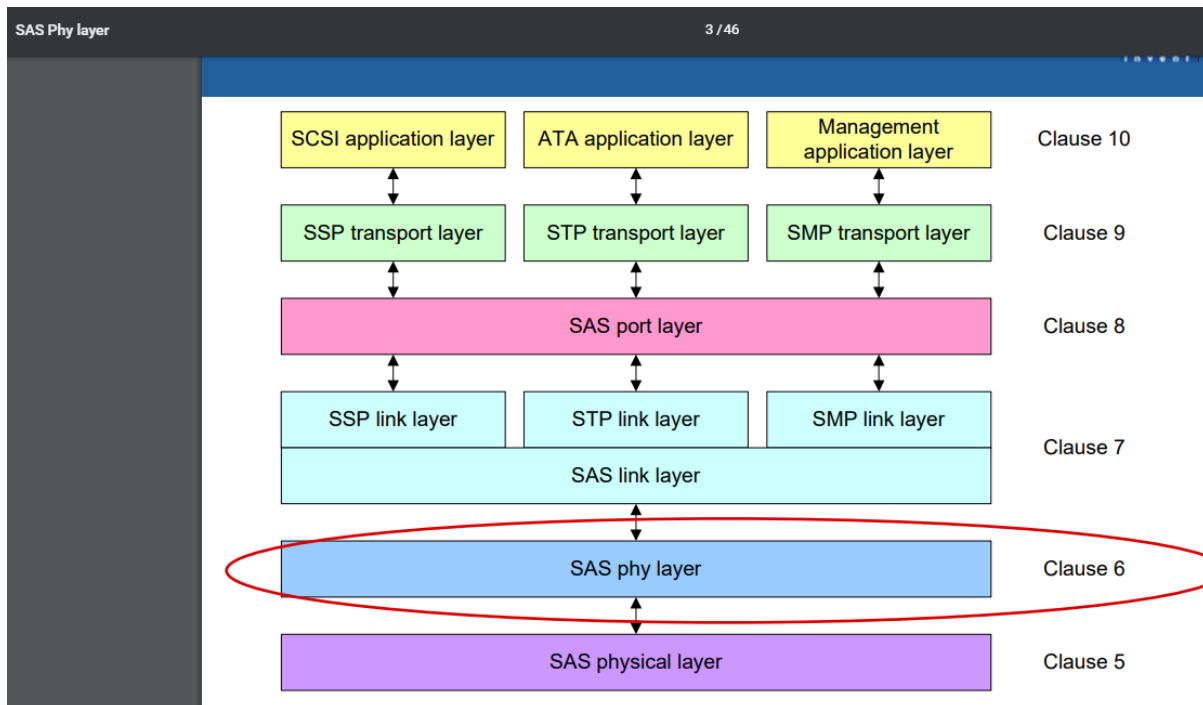 SAS Phy layer
3 / 46
SCSI application layer
ATA application layer
Management
application layer
Clause 10
SSP transport layer
STP transport layer
SMP transport layer
Clause 9
SAS port layer
Clause 8
SSP link layer
STP link layer
SMP link layer
Clause 7
SAS link layer
SAS phy layer
Clause 6
SAS physical layer
Clause 5